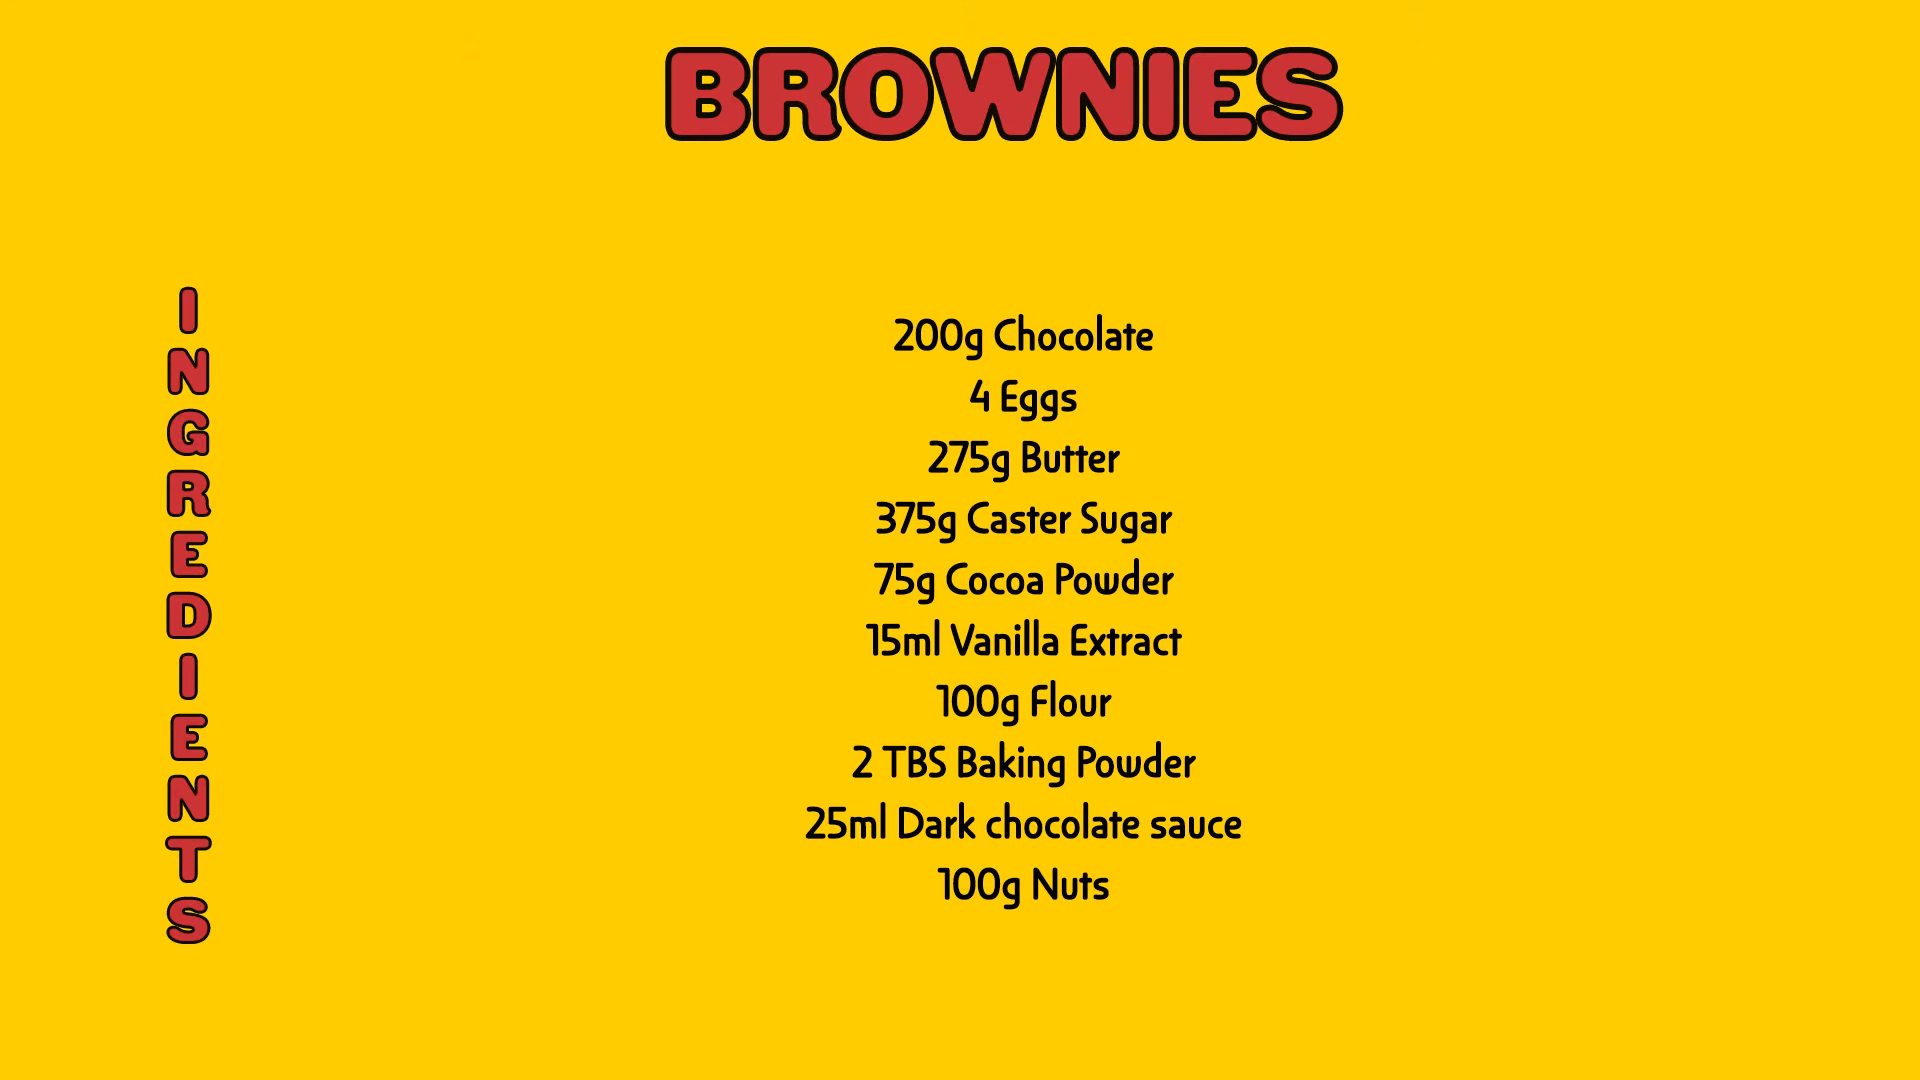 BROWNIES
INGREDIENTS
200g Chocolate
4 Eggs
275g Butter
375g Caster Sugar
75g Cocoa Powder
15ml Vanilla Extract
100g Flour
2 TBS Baking Powder
25ml Dark chocolate sauce
100g Nuts